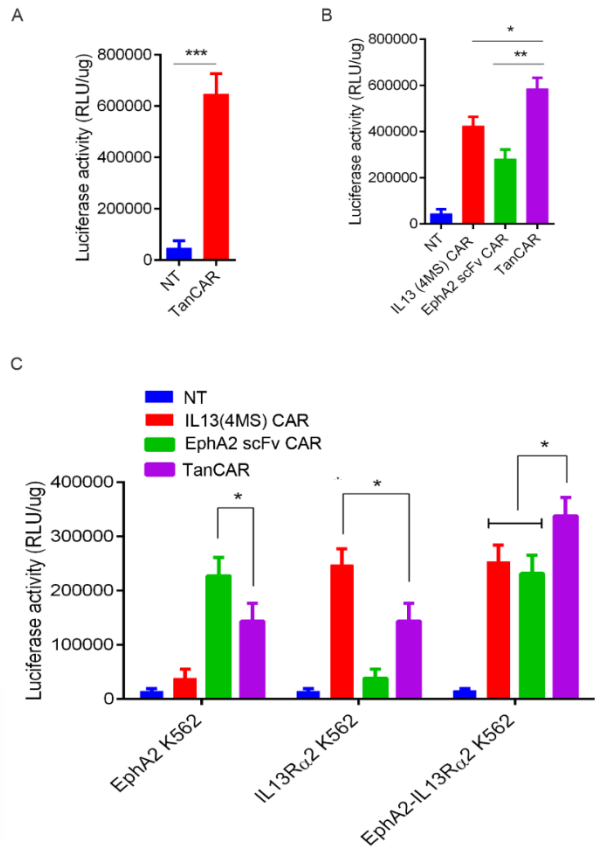 A
Luciferase activity (RLU/ug)
800000
600000
400000
200000
0
***
NT
TanCAR
B
Luciferase activity (RLU/ug)
800000
600000
400000
200000
0
*
**
NT
IL13 (4MS) CAR
EphA2 scFv CAR
TanCAR
C
NT
IL13(4MS) CAR
EphA2 scFv CAR
TanCAR
Luciferase activity (RLU/ug)
400000
300000
200000
100000
0
*
*
*
EphA2 K562
IL13Rα2 K562
EphA2-IL13Rα2 K562